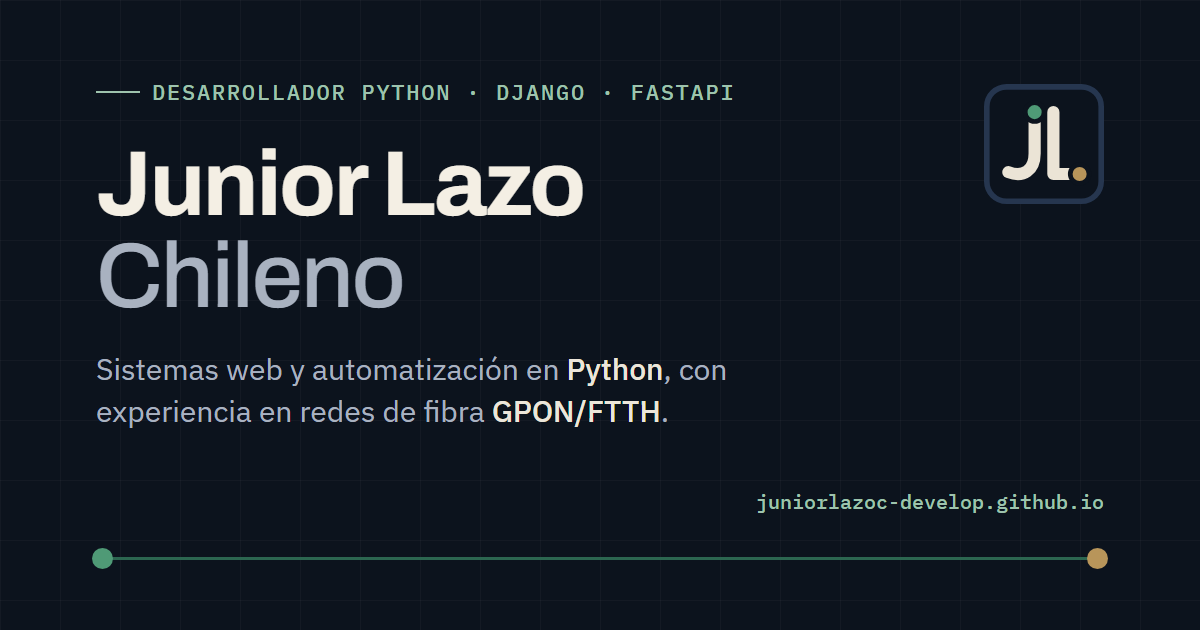 DESARROLLADOR PYTHON · DJANGO · FASTAPI
jl.
Junior Lazo
Chileno
Sistemas web y automatización en Python, con
experiencia en redes de fibra GPON/FTTH.
juniorlazoc-develop.github.io